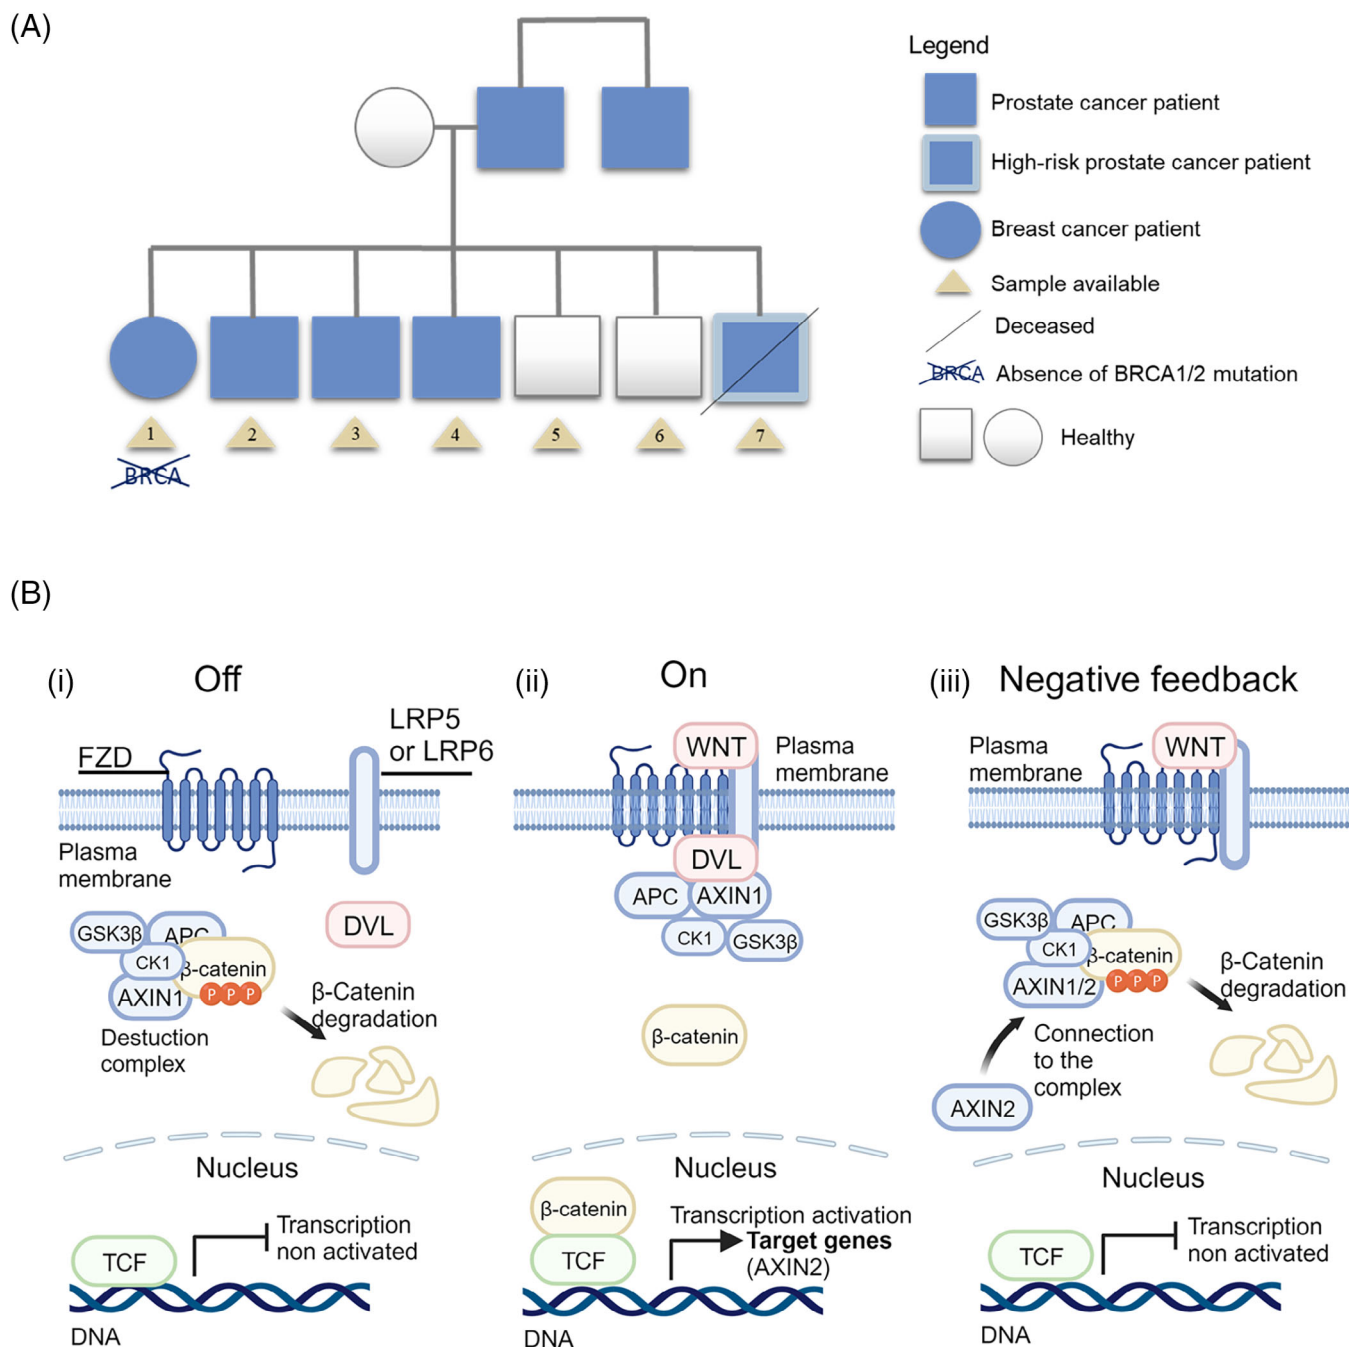 (A)
Legend
Prostate cancer patient
High-risk prostate cancer patient
Breast cancer patient
Sample available
Deceased
BRCA Absence of BRCA1/2 mutation
Healthy
1 2 3 4 5 6 7
BRCA
(B)
(i) Off
FZD
LRP5
or LRP6
Plasma
membrane
DVL
GSK3β
APC
CK1
β-catenin
AXIN1
P P P
Destuction
complex
β-Catenin
degradation
Nucleus
TCF
Transcription
non activated
DNA
(ii) On
WNT
Plasma
membrane
DVL
APC
AXIN1
CK1
GSK3β
β-catenin
Nucleus
β-catenin
TCF
Transcription activation
Target genes
(AXIN2)
DNA
(iii) Negative feedback
Plasma
membrane
WNT
GSK3β
APC
CK1
β-catenin
AXIN1/2
P P P
β-Catenin
degradation
Connection
to the
complex
AXIN2
Nucleus
TCF
Transcription
non activated
DNA